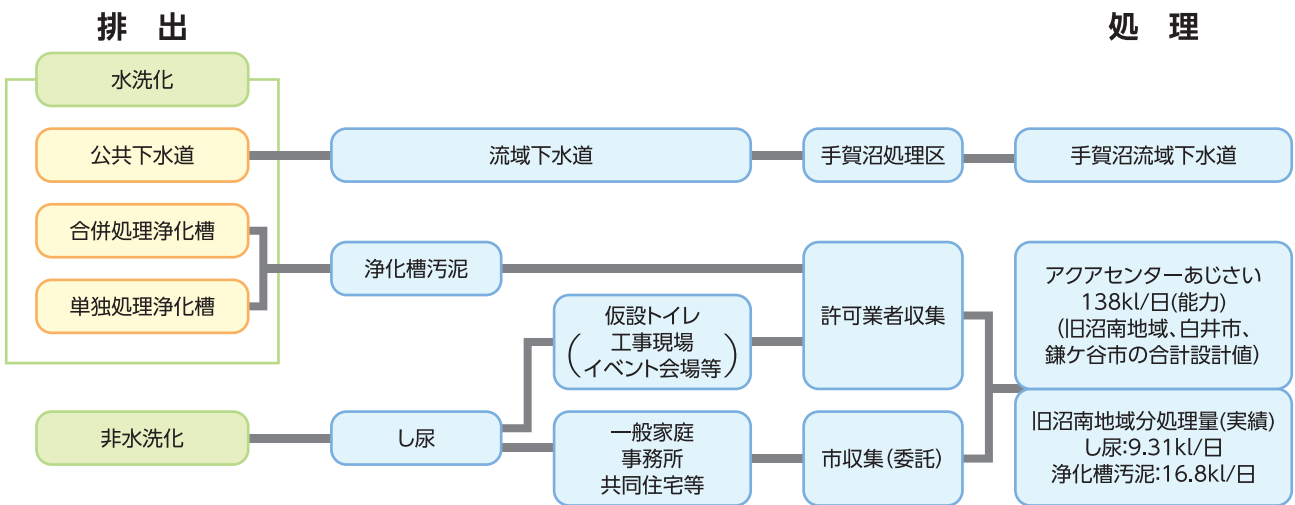 排 出
処 理
水洗化
公共下水道
流域下水道
手賀沼処理区
手賀沼流域下水道
合併処理浄化槽
単独処理浄化槽
浄化槽汚泥
仮設トイレ
(工事現場
イベント会場等)
許可業者収集
アクアセンターあじさい
138kl/日(能力)
(旧沼南地域、白井市、
鎌ケ谷市の合計設計値)
非水洗化
し尿
一般家庭
事務所
共同住宅等
市収集(委託)
旧沼南地域分処理量(実績)
し尿:9.31kl/日
浄化槽汚泥:16.8kl/日